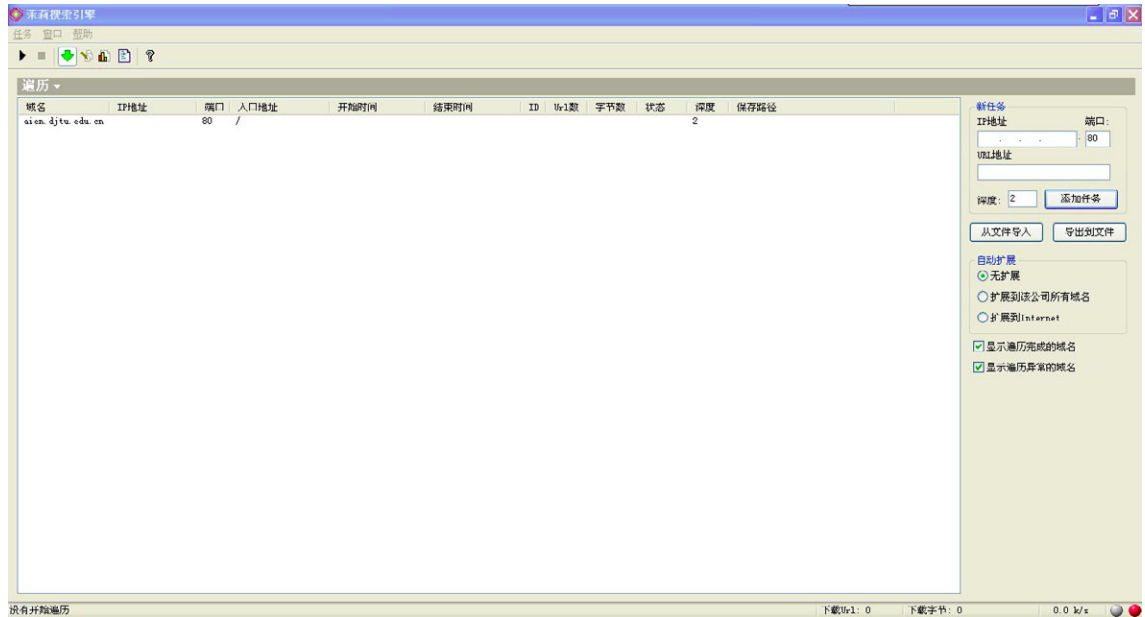 搜索引擎
任务 窗口 帮助
遍历
域名 IP地址 端口 入口地址 开始时间 结束时间 ID Url数 字节数 状态 深度 保存路径
aien.djtu.edu.cn 80 / 2
新任务
IP地址 端口:
. . . : 80
URL地址
深度: 2 添加任务
从文件导入 导出到文件
自动扩展
无扩展
扩展到该公司所有域名
扩展到Internet
显示遍历完成的域名
显示遍历异常的域名
没有开始遍历 下载Url: 0 下载字节: 0 0.0 k/s